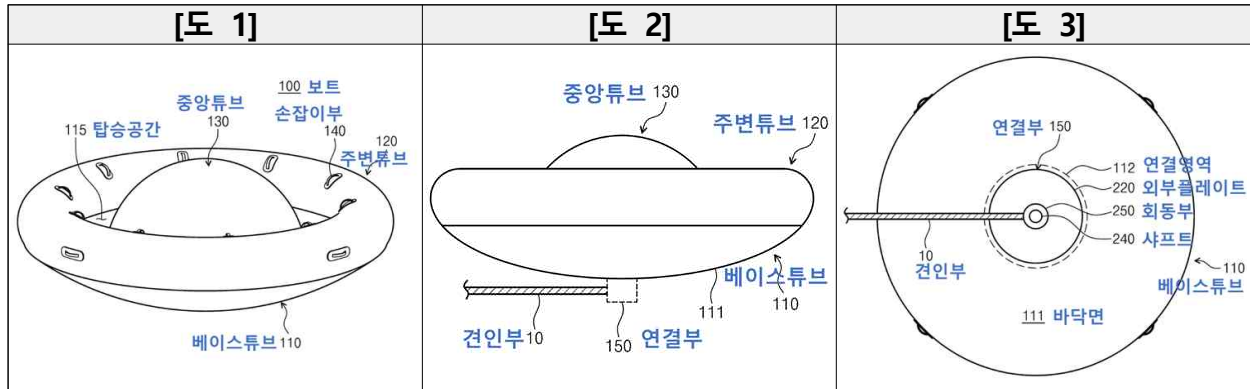 [도 1]
[도 2]
[도 3]
100 보트
중앙튜브
130
손잡이부
140
115 탑승공간
120
주변튜브
베이스튜브 110
중앙튜브 130
주변튜브 120
베이스튜브
110
111
견인부 10
150 연결부
연결부 150
112 연결영역
220 외부플레이트
250 회동부
240 샤프트
10
견인부
110
베이스튜브
111 바닥면